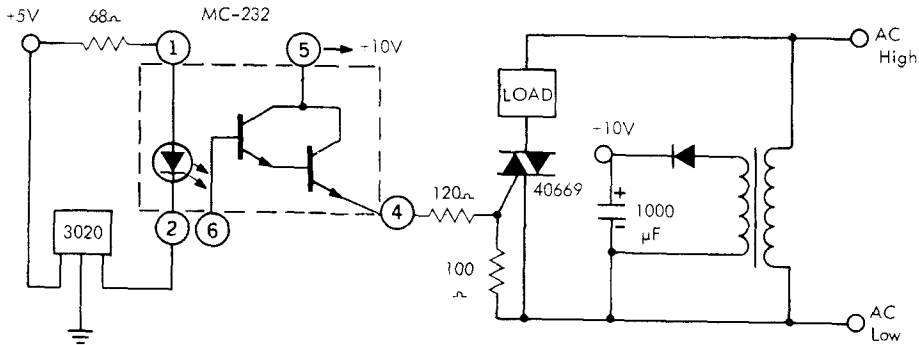 MC-232
+5V
68Ω
1
5
+10V
AC
High
LOAD
+10V
40669
120Ω
4
+
1000
μF
-
3020
2
6
100
Ω
AC
Low